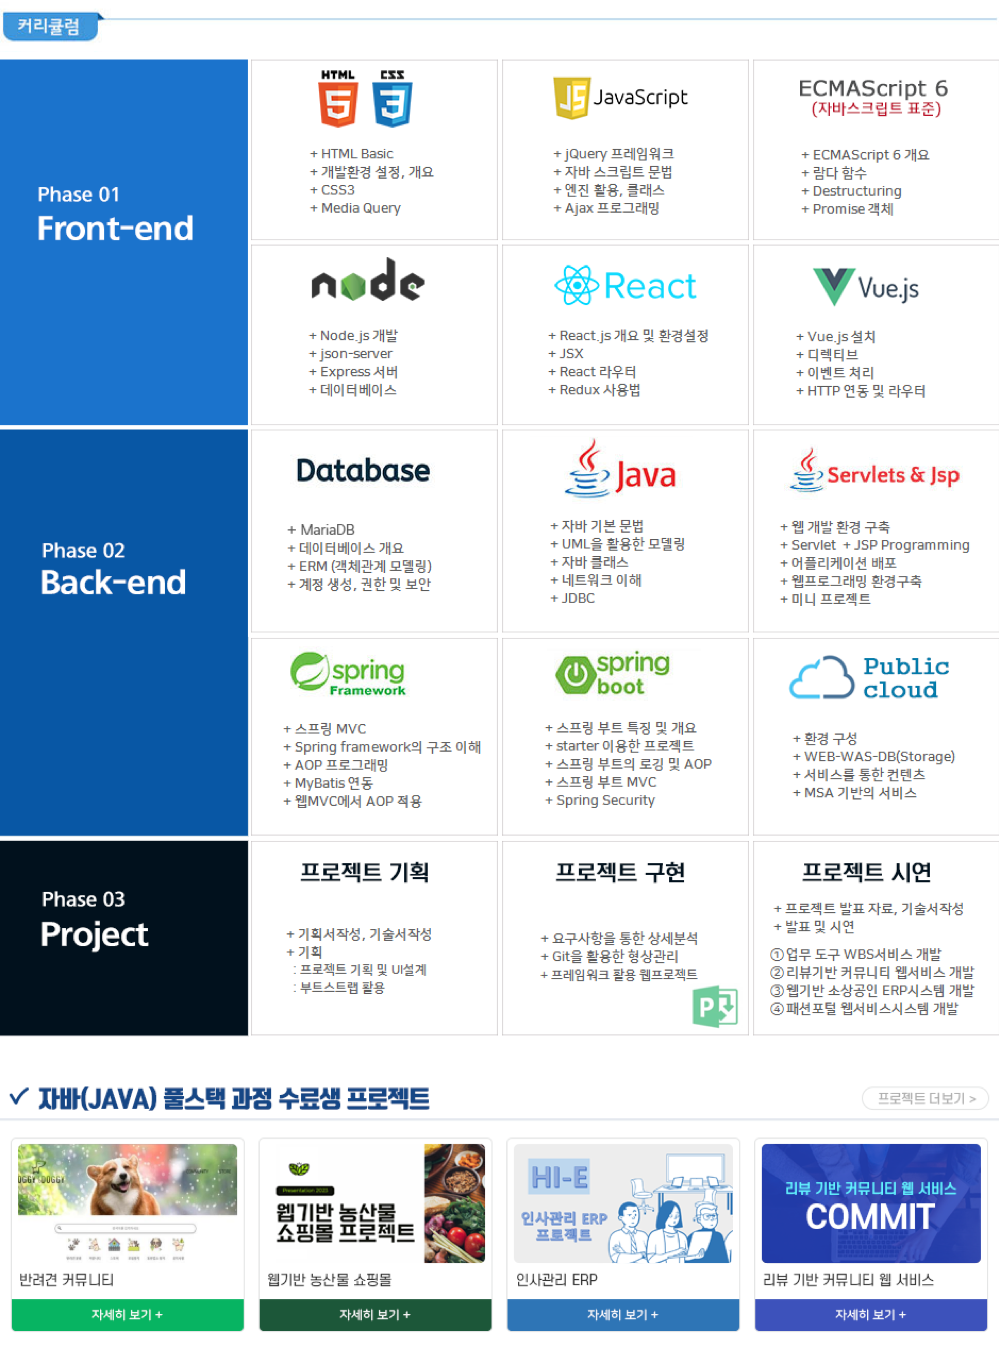 커리큘럼
Phase 01
Front-end
HTML CSS
5 3
+ HTML Basic
+ 개발환경 설정, 개요
+ CSS3
+ Media Query
JS JavaScript
+ jQuery 프레임워크
+ 자바 스크립트 문법
+ 엔진 활용, 클래스
+ Ajax 프로그래밍
ECMAScript 6
(자바스크립트 표준)
+ ECMAScript 6 개요
+ 람다 함수
+ Destructuring
+ Promise 객체
node
+ Node.js 개발
+ json-server
+ Express 서버
+ 데이터베이스
React
+ React.js 개요 및 환경설정
+ JSX
+ React 라우터
+ Redux 사용법
Vue.js
+ Vue.js 설치
+ 디렉티브
+ 이벤트 처리
+ HTTP 연동 및 라우터
Phase 02
Back-end
Database
+ MariaDB
+ 데이터베이스 개요
+ ERM (객체관계 모델링)
+ 계정 생성, 권한 및 보안
Java
+ 자바 기본 문법
+ UML을 활용한 모델링
+ 자바 클래스
+ 네트워크 이해
+ JDBC
Servlets & Jsp
+ 웹 개발 환경 구축
+ Servlet + JSP Programming
+ 어플리케이션 배포
+ 웹프로그래밍 환경구축
+ 미니 프로젝트
spring
Framework
+ 스프링 MVC
+ Spring framework의 구조 이해
+ AOP 프로그래밍
+ MyBatis 연동
+ 웹MVC에서 AOP 적용
spring
boot
+ 스프링 부트 특징 및 개요
+ starter 이용한 프로젝트
+ 스프링 부트의 로깅 및 AOP
+ 스프링 부트 MVC
+ Spring Security
Public
cloud
+ 환경 구성
+ WEB-WAS-DB(Storage)
+ 서비스를 통한 컨텐츠
+ MSA 기반의 서비스
Phase 03
Project
프로젝트 기획
+ 기획서작성, 기술서작성
+ 기획
: 프로젝트 기획 및 UI설계
: 부트스트랩 활용
프로젝트 구현
+ 요구사항을 통한 상세분석
+ Git을 활용한 형상관리
+ 프레임워크 활용 웹프로젝트
P
프로젝트 시연
+ 프로젝트 발표 자료, 기술서작성
+ 발표 및 시연
①업무 도구 WBS서비스 개발
②리뷰기반 커뮤니티 웹서비스 개발
③웹기반 소상공인 ERP시스템 개발
④패션포털 웹서비스시스템 개발
자바(JAVA) 풀스택 과정 수료생 프로젝트
프로젝트 더보기 >
반려견 커뮤니티
자세히 보기 +
Presentation 2023
웹기반 농산물
쇼핑몰 프로젝트
웹기반 농산물 쇼핑몰
자세히 보기 +
HI-E
인사관리 ERP
프로젝트
인사관리 ERP
자세히 보기 +
리뷰 기반 커뮤니티 웹 서비스
COMMIT
리뷰 기반 커뮤니티 웹 서비스
자세히 보기 +